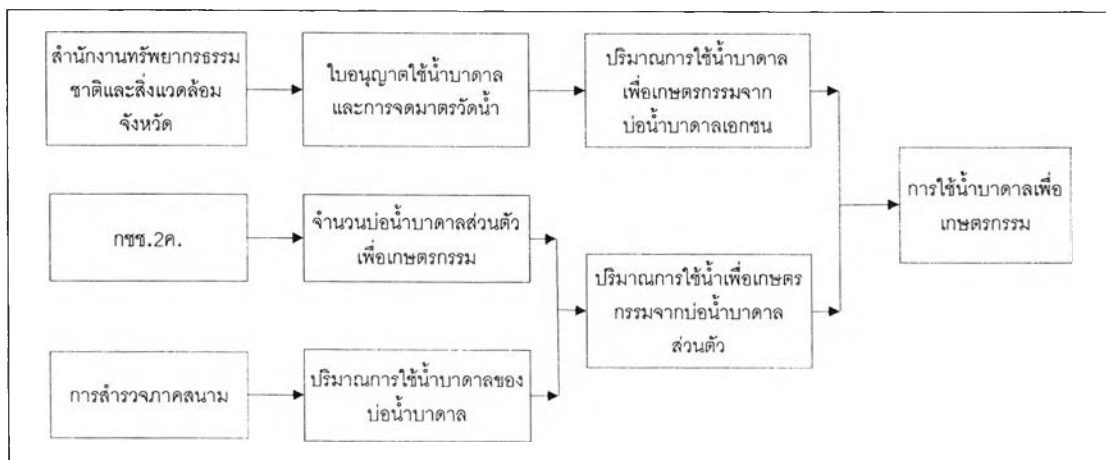 สำนักงานทรัพยากรธรรม
ชาติและสิ่งแวดล้อม
จังหวัด
ใบอนุญาตใช้น้ำบาดาล
และการจดมาตรวัดน้ำ
ปริมาณการใช้น้ำบาดาล
เพื่อเกษตรกรรมจาก
บ่อน้ำบาดาลเอกชน
การใช้น้ำบาดาลเพื่อ
เกษตรกรรม
กชช.2ค.
จำนวนบ่อน้ำบาดาลส่วนตัว
เพื่อเกษตรกรรม
ปริมาณการใช้น้ำเพื่อเกษตร
กรรมจากบ่อน้ำบาดาล
ส่วนตัว
การสำรวจภาคสนาม
ปริมาณการใช้น้ำบาดาลของ
บ่อน้ำบาดาล